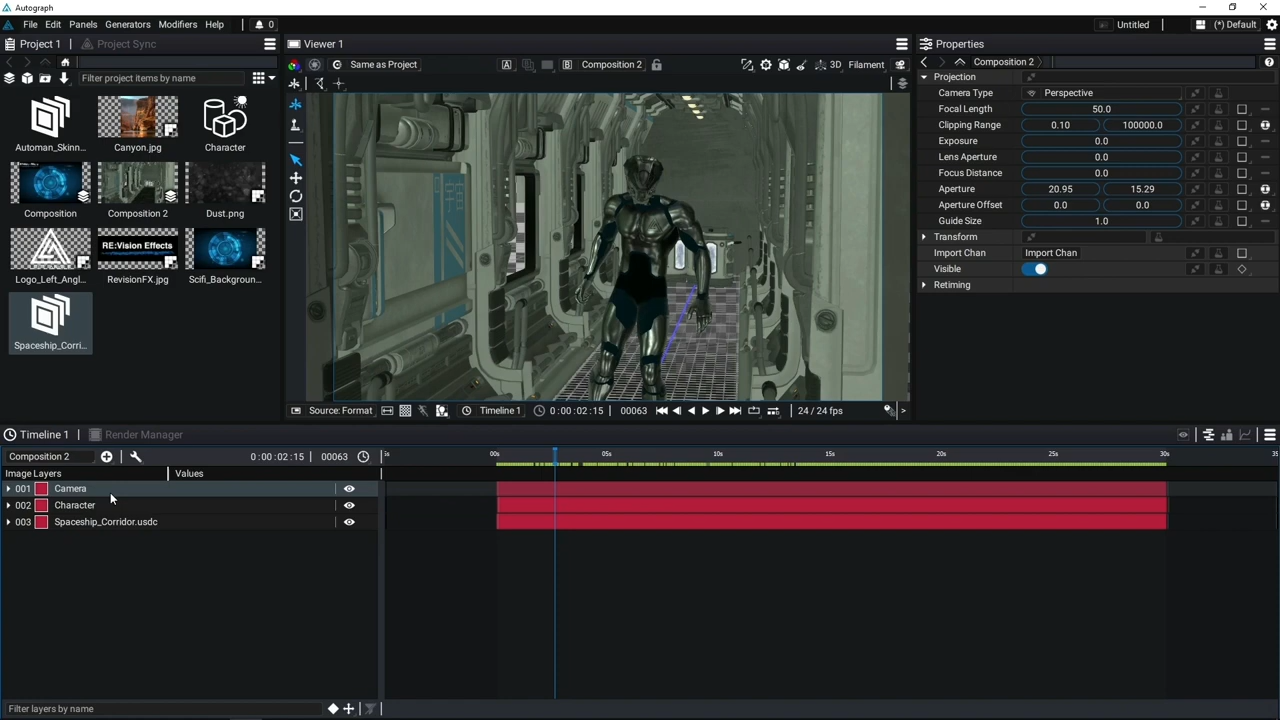 Autograph
File Edit Panels Generators Modifiers Help 0 Untitled (*) Default
Project 1 Project Sync
Filter project items by name
Automan_Skinn... Canyon.jpg Character
Composition Composition 2 Dust.png
RE:Vision Effects
Logo_Left_Angl... RevisionFX.jpg Scifi_Backgroun...
Spaceship_Corri...
Viewer 1
Same as Project A B Composition 2 3D Filament
Source: Format Timeline 1 0:00:02:15 00063 24 / 24 fps
Properties
Composition 2
Projection
Camera Type Perspective
Focal Length 50.0
Clipping Range 0.10 100000.0
Exposure 0.0
Lens Aperture 0.0
Focus Distance 0.0
Aperture 20.95 15.29
Aperture Offset 0.0 0.0
Guide Size 1.0
Transform
Import Chan Import Chan
Visible
Retiming
Timeline 1 Render Manager
Composition 2 0:00:02:15 00063
00s 05s 10s 15s 20s 25s 30s
Image Layers Values
001 Camera
002 Character
003 Spaceship_Corridor.usdc
Filter layers by name